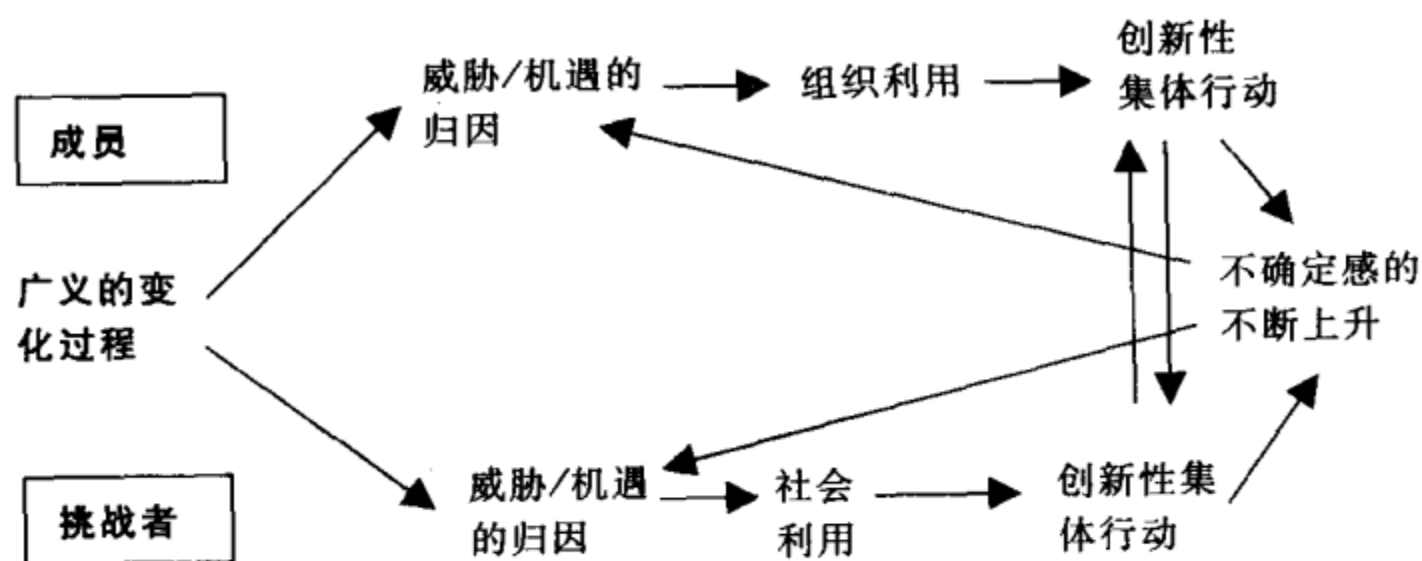 创新性
集体行动
威胁/机遇的
归因
组织利用
成员
广义的变
化过程
不确定感的
不断上升
威胁/机遇
的归因
社会
利用
创新性集
体行动
挑战者